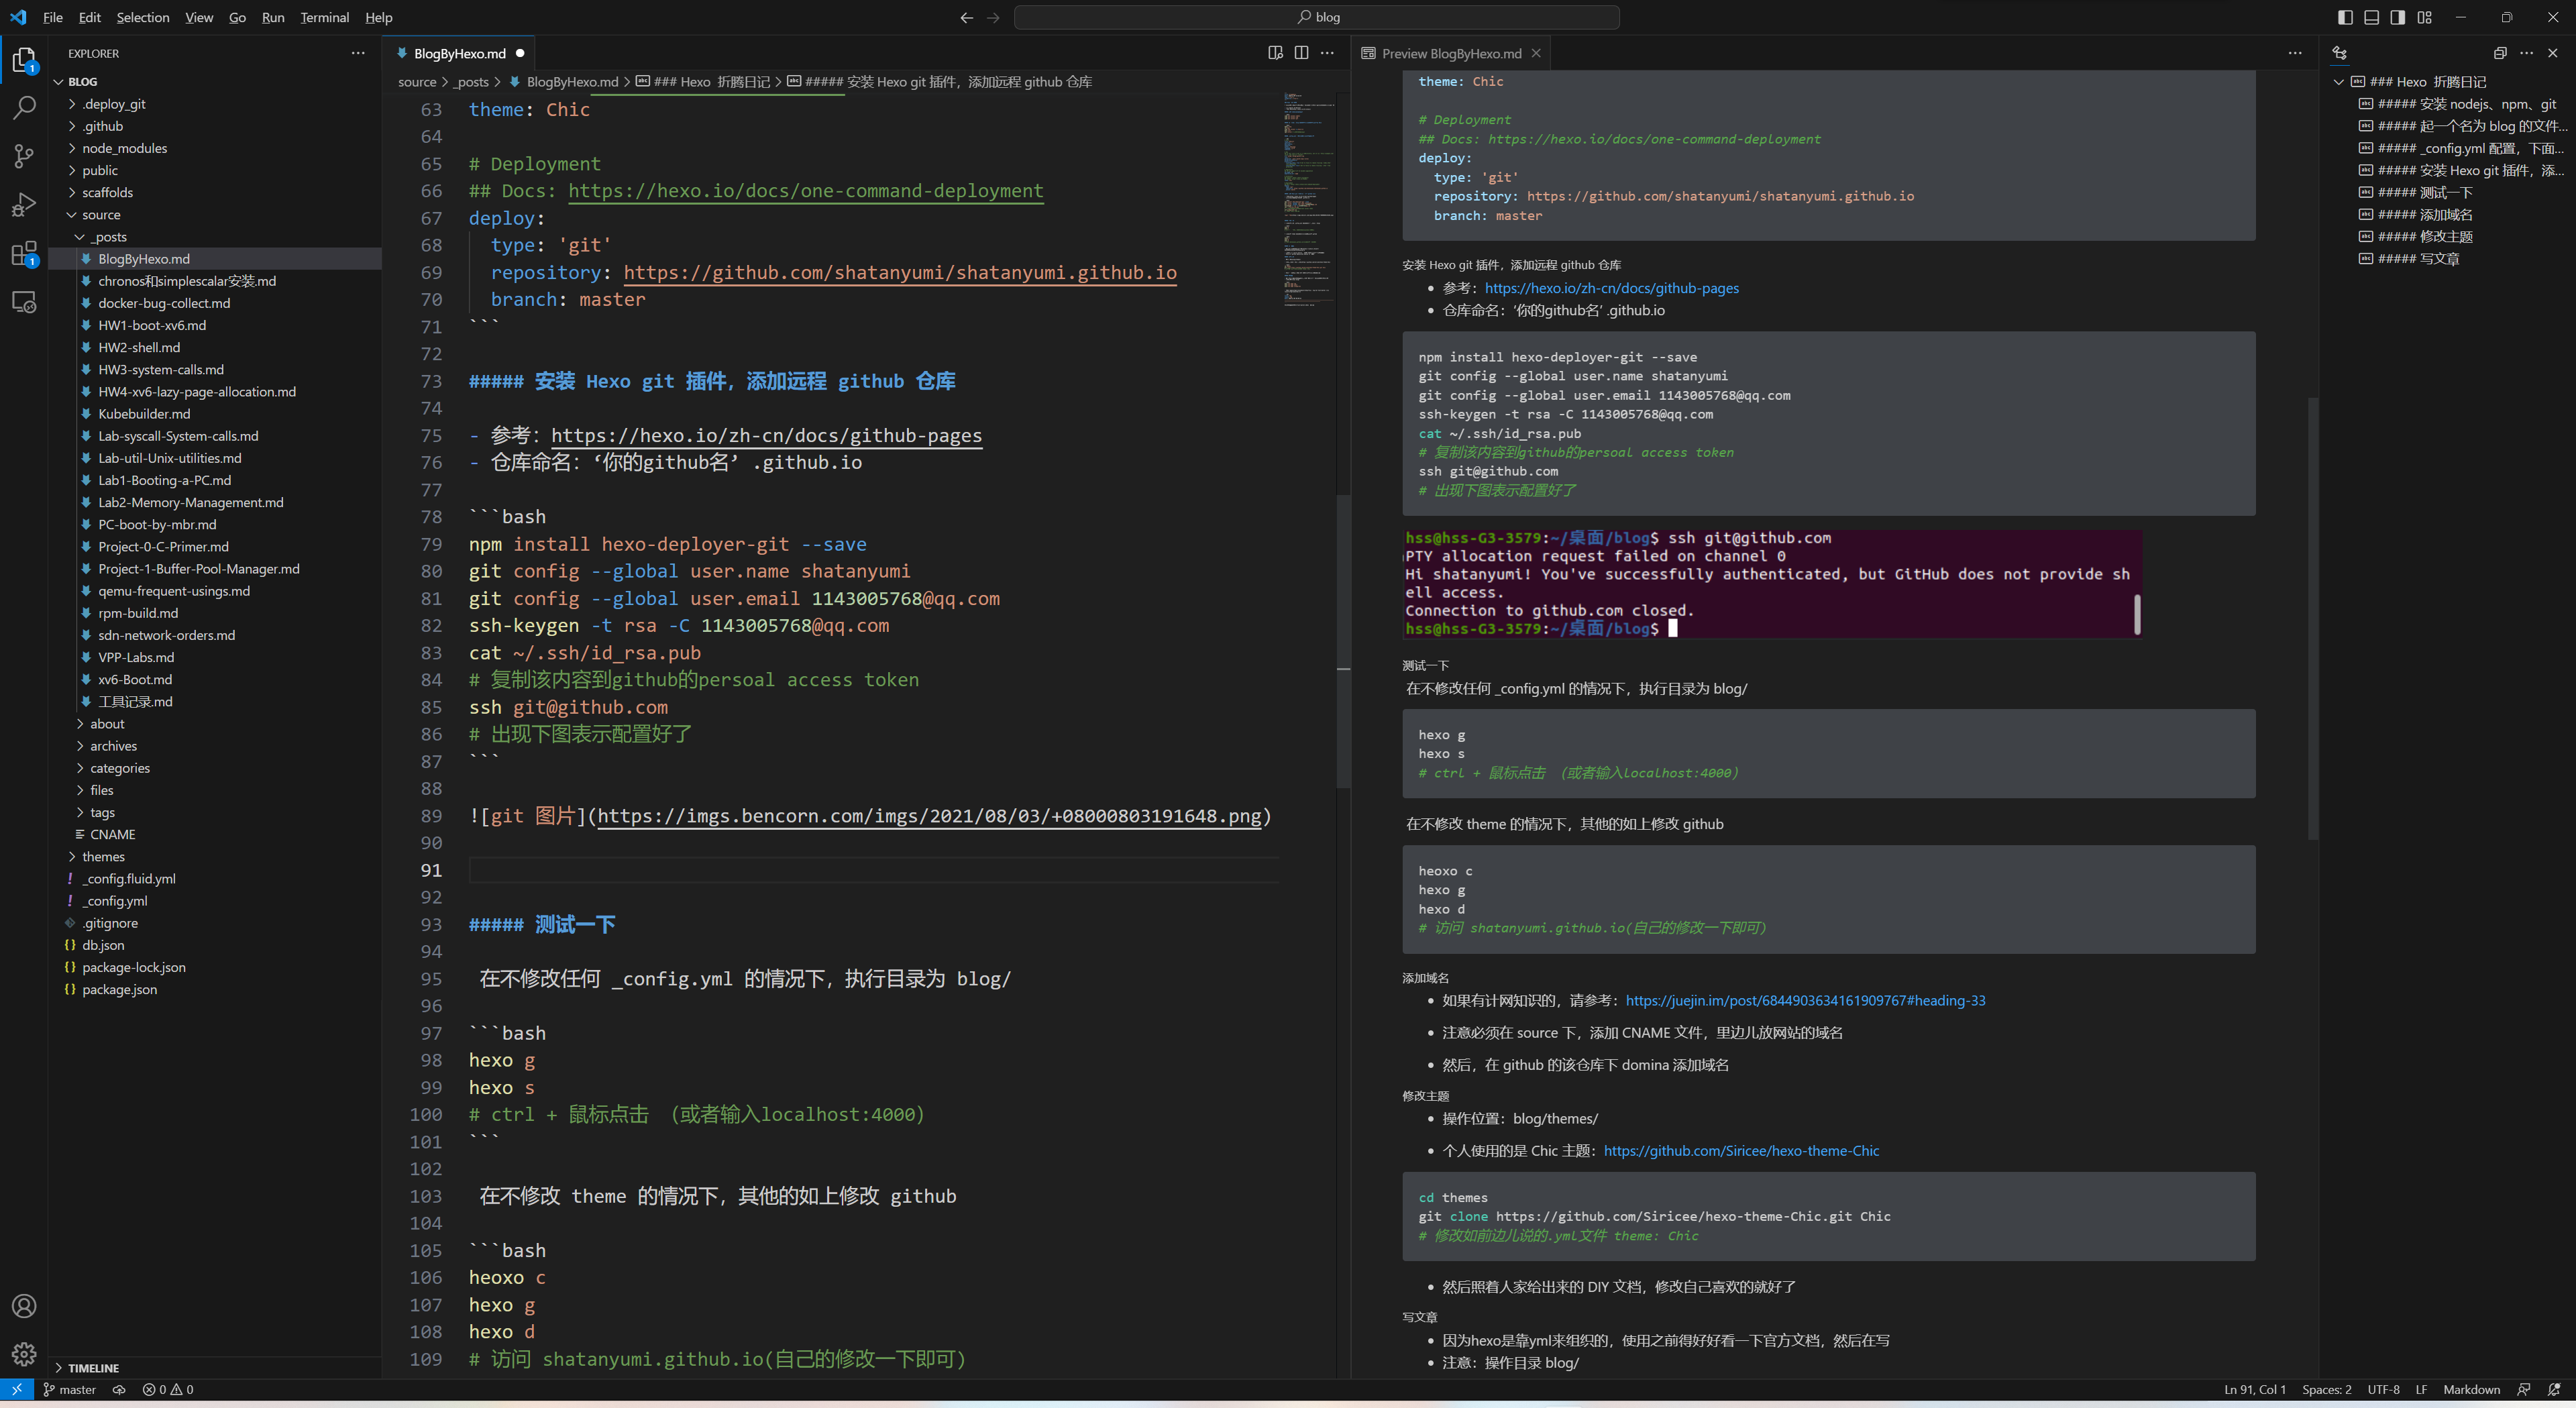 File Edit Selection View Go Run Terminal Help
blog
EXPLORER
BLOG
.deploy_git
.github
node_modules
public
scaffolds
source
_posts
BlogByHexo.md
chronos和simplescalar安装.md
docker-bug-collect.md
HW1-boot-xv6.md
HW2-shell.md
HW3-system-calls.md
HW4-xv6-lazy-page-allocation.md
Kubebuilder.md
Lab-syscall-System-calls.md
Lab-util-Unix-utilities.md
Lab1-Booting-a-PC.md
Lab2-Memory-Management.md
PC-boot-by-mbr.md
Project-0-C-Primer.md
Project-1-Buffer-Pool-Manager.md
qemu-frequent-usings.md
rpm-build.md
sdn-network-orders.md
VPP-Labs.md
xv6-Boot.md
工具记录.md
about
archives
categories
files
tags
CNAME
themes
_config.fluid.yml
_config.yml
.gitignore
db.json
package-lock.json
package.json
TIMELINE
BlogByHexo.md
source > _posts > BlogByHexo.md > ### Hexo 折腾日记 > ##### 安装 Hexo git 插件，添加远程 github 仓库
63 theme: Chic
64
65 # Deployment
66 ## Docs: https://hexo.io/docs/one-command-deployment
67 deploy:
68 type: 'git'
69 repository: https://github.com/shatanyumi/shatanyumi.github.io
70 branch: master
71 ```
72
73 ##### 安装 Hexo git 插件，添加远程 github 仓库
74
75 - 参考：https://hexo.io/zh-cn/docs/github-pages
76 - 仓库命名：‘你的github名’ .github.io
77
78 ```bash
79 npm install hexo-deployer-git --save
80 git config --global user.name shatanyumi
81 git config --global user.email 1143005768@qq.com
82 ssh-keygen -t rsa -C 1143005768@qq.com
83 cat ~/.ssh/id_rsa.pub
84 # 复制该内容到github的persoal access token
85 ssh git@github.com
86 # 出现下图表示配置好了
87 ```
88
89 ![git 图片](https://imgs.bencorn.com/imgs/2021/08/03/+08000803191648.png)
90
91
92
93 ##### 测试一下
94
95 在不修改任何 _config.yml 的情况下，执行目录为 blog/
96
97 ```bash
98 hexo g
99 hexo s
100 # ctrl + 鼠标点击 （或者输入localhost:4000）
101 ```
102
103 在不修改 theme 的情况下，其他的如上修改 github
104
105 ```bash
106 heoxo c
107 hexo g
108 hexo d
109 # 访问 shatanyumi.github.io(自己的修改一下即可)
Preview BlogByHexo.md
theme: Chic
# Deployment
## Docs: https://hexo.io/docs/one-command-deployment
deploy:
type: 'git'
repository: https://github.com/shatanyumi/shatanyumi.github.io
branch: master
安装 Hexo git 插件，添加远程 github 仓库
• 参考：https://hexo.io/zh-cn/docs/github-pages
• 仓库命名：‘你的github名’ .github.io
npm install hexo-deployer-git --save
git config --global user.name shatanyumi
git config --global user.email 1143005768@qq.com
ssh-keygen -t rsa -C 1143005768@qq.com
cat ~/.ssh/id_rsa.pub
# 复制该内容到github的persoal access token
ssh git@github.com
# 出现下图表示配置好了
hss@hss-G3-3579:~/桌面/blog$ ssh git@github.com
PTY allocation request failed on channel 0
Hi shatanyumi! You've successfully authenticated, but GitHub does not provide sh
ell access.
Connection to github.com closed.
hss@hss-G3-3579:~/桌面/blog$
测试一下
在不修改任何 _config.yml 的情况下，执行目录为 blog/
hexo g
hexo s
# ctrl + 鼠标点击 （或者输入localhost:4000）
在不修改 theme 的情况下，其他的如上修改 github
heoxo c
hexo g
hexo d
# 访问 shatanyumi.github.io(自己的修改一下即可)
添加域名
• 如果有计网知识的，请参考：https://juejin.im/post/6844903634161909767#heading-33
• 注意必须在 source 下，添加 CNAME 文件，里边儿放网站的域名
• 然后，在 github 的该仓库下 domina 添加域名
修改主题
• 操作位置：blog/themes/
• 个人使用的是 Chic 主题：https://github.com/Siricee/hexo-theme-Chic
cd themes
git clone https://github.com/Siricee/hexo-theme-Chic.git Chic
# 修改如前边儿说的.yml文件 theme: Chic
• 然后照着人家给出来的 DIY 文档，修改自己喜欢的就好了
写文章
• 因为hexo是靠yml来组织的，使用之前得好好看一下官方文档，然后在写
• 注意：操作目录 blog/
### Hexo 折腾日记
##### 安装 nodejs、npm、git
##### 起一个名为 blog 的文件...
##### _config.yml 配置，下面...
##### 安装 Hexo git 插件，添...
##### 测试一下
##### 添加域名
##### 修改主题
##### 写文章
1
1
master
0 0
Ln 91, Col 1 Spaces: 2 UTF-8 LF Markdown